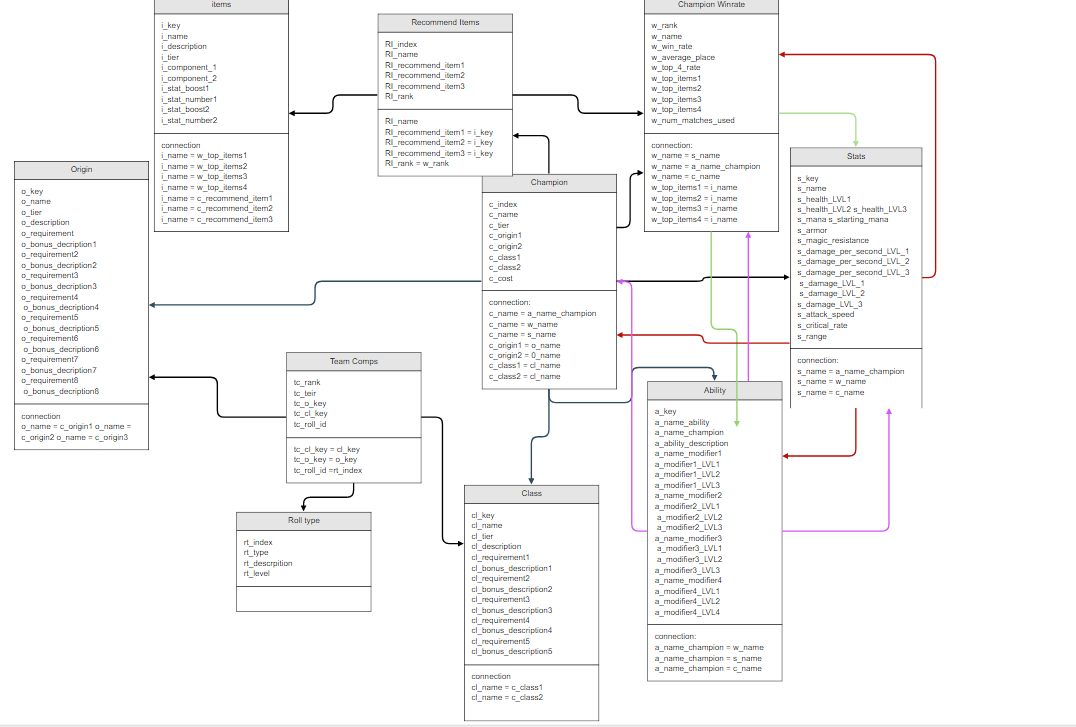 items
i_key
i_name
i_description
i_tier
i_component_1
i_component_2
i_stat_boost1
i_stat_number1
i_stat_boost2
i_stat_number2
connection
i_name = w_top_items1
i_name = w_top_items2
i_name = w_top_items3
i_name = w_top_items4
i_name = c_recommend_item1
i_name = c_recommend_item2
i_name = c_recommend_item3
Recommend Items
RI_index
RI_name
RI_recommend_item1
RI_recommend_item2
RI_recommend_item3
RI_rank
RI_name
RI_recommend_item1 = i_key
RI_recommend_item2 = i_key
RI_recommend_item3 = i_key
RI_rank = w_rank
Champion Winrate
w_rank
w_name
w_win_rate
w_average_place
w_top_4_rate
w_top_items1
w_top_items2
w_top_items3
w_top_items4
w_num_matches_used
connection:
w_name = s_name
w_name = a_name_champion
w_name = c_name
w_top_items1 = i_name
w_top_items2 = i_name
w_top_items3 = i_name
w_top_items4 = i_name
Stats
s_key
s_name
s_health_LVL1
s_health_LVL2 s_health_LVL3
s_mana s_starting_mana
s_armor
s_magic_resistance
s_damage_per_second_LVL_1
s_damage_per_second_LVL_2
s_damage_per_second_LVL_3
s_damage_LVL_1
s_damage_LVL_2
s_damage_LVL_3
s_attack_speed
s_critical_rate
s_range
connection:
s_name = a_name_champion
s_name = w_name
s_name = c_name
Origin
o_key
o_name
o_tier
o_description
o_requirement
o_bonus_decription1
o_requirement2
o_bonus_decription2
o_requirement3
o_bonus_decription3
o_requirement4
o_bonus_decription4
o_requirement5
o_bonus_decription5
o_requirement6
o_bonus_decription6
o_requirement7
o_bonus_decription7
o_requirement8
o_bonus_decription8
connection
o_name = c_origin1 o_name =
c_origin2 o_name = c_origin3
Champion
c_index
c_name
c_tier
c_origin1
c_origin2
c_class1
c_class2
c_cost
connection:
c_name = a_name_champion
c_name = w_name
c_name = s_name
c_origin1 = o_name
c_origin2 = 0_name
c_class1 = cl_name
c_class2 = cl_name
Team Comps
tc_rank
tc_teir
tc_o_key
tc_cl_key
tc_roll_id
tc_cl_key = cl_key
tc_o_key = o_key
tc_roll_id =rt_index
Ability
a_key
a_name_ability
a_name_champion
a_ability_description
a_name_modifier1
a_modifier1_LVL1
a_modifier1_LVL2
a_modifier1_LVL3
a_name_modifier2
a_modifier2_LVL1
a_modifier2_LVL2
a_modifier2_LVL3
a_name_modifier3
a_modifier3_LVL1
a_modifier3_LVL2
a_modifier3_LVL3
a_name_modifier4
a_modifier4_LVL1
a_modifier4_LVL2
a_modifier4_LVL4
connection:
a_name_champion = w_name
a_name_champion = s_name
a_name_champion = c_name
Roll type
rt_index
rt_type
rt_descrpition
rt_level
Class
cl_key
cl_name
cl_tier
cl_description
cl_requirement1
cl_bonus_description1
cl_requirement2
cl_bonus_description2
cl_requirement3
cl_bonus_description3
cl_requirement4
cl_bonus_description4
cl_requirement5
cl_bonus_description5
connection
cl_name = c_class1
cl_name = c_class2